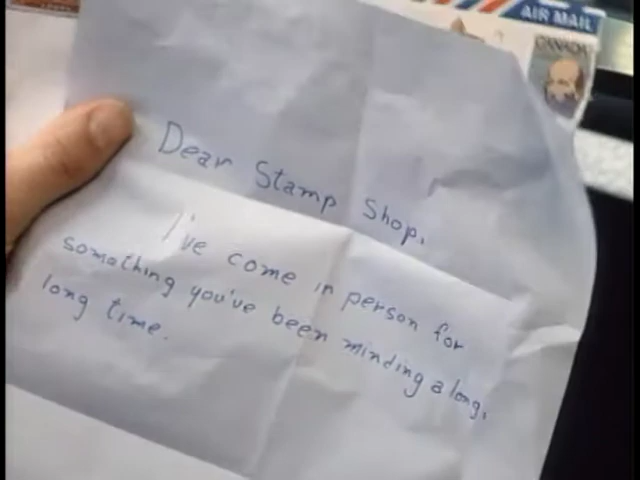 AIR MAIL
CANADA
Dear Stamp Shop,
I've come in person for
something you've been minding a long,
long time.